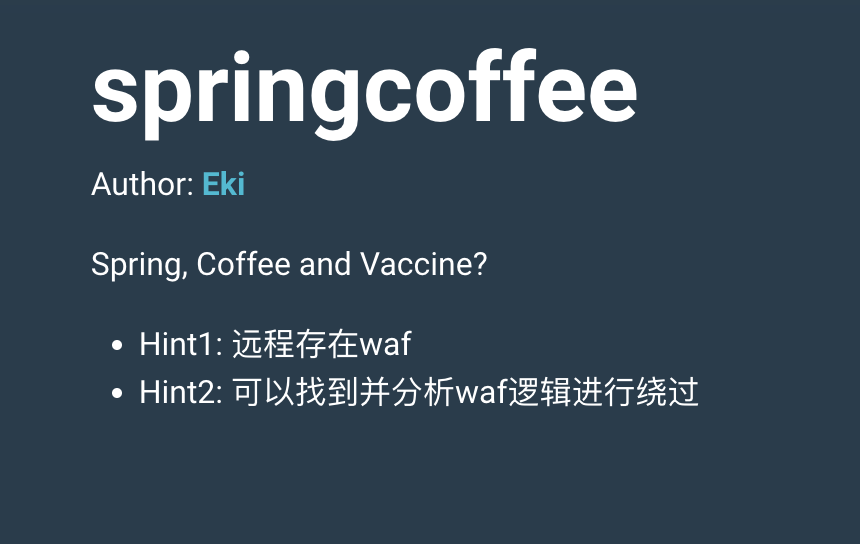 springcoffee
Author: Eki
Spring, Coffee and Vaccine?
Hint1: 远程存在waf
Hint2: 可以找到并分析waf逻辑进行绕过